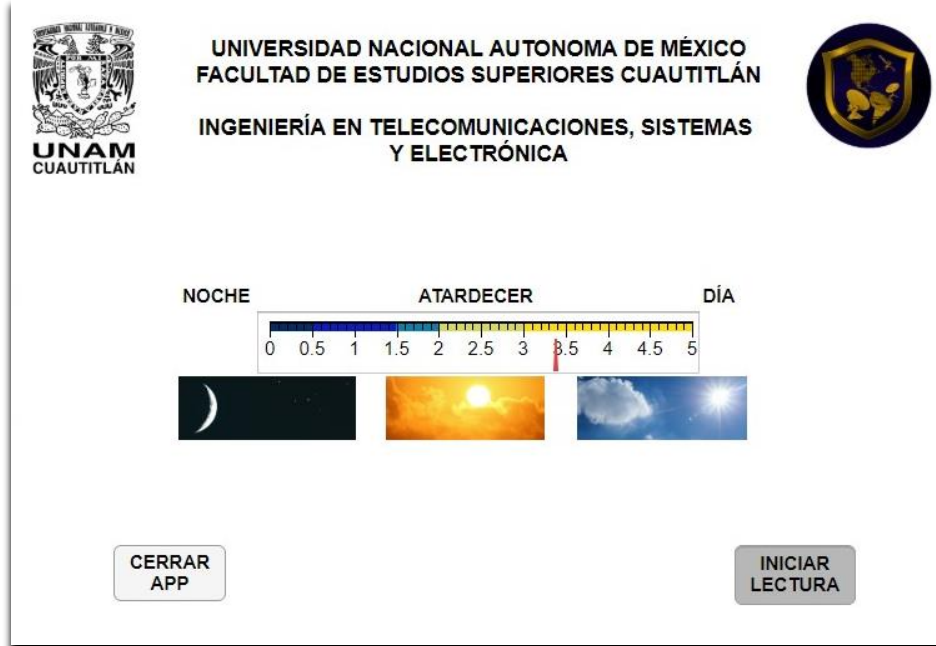 UNIVERSIDAD NACIONAL AUTONOMA DE MÉXICO
FACULTAD DE ESTUDIOS SUPERIORES CUAUTITLÁN
INGENIERÍA EN TELECOMUNICACIONES, SISTEMAS
Y ELECTRÓNICA
UNAM
CUAUTITLÁN
NOCHE ATARDECER DÍA
0 0.5 1 1.5 2 2.5 3 3.5 4 4.5 5
CERRAR
APP
INICIAR
LECTURA